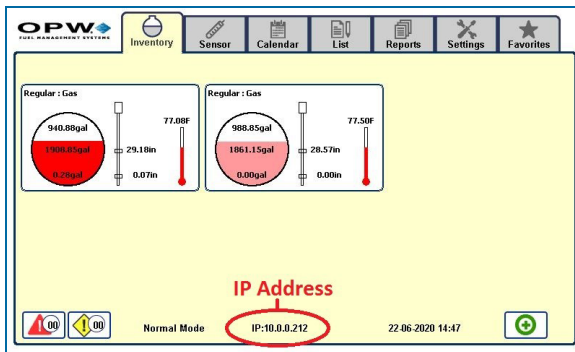 OPW
FUEL MANAGEMENT SYSTEMS
Inventory
Sensor
Calendar
List
Reports
Settings
Favorites
Regular : Gas
940.88gal
1908.85gal
0.20gal
29.18in
0.07in
77.08F
Regular : Gas
988.85gal
1861.15gal
0.00gal
28.57in
0.00in
77.50F
IP Address
00
00
Normal Mode
IP:10.0.0.212
22-06-2020 14:47